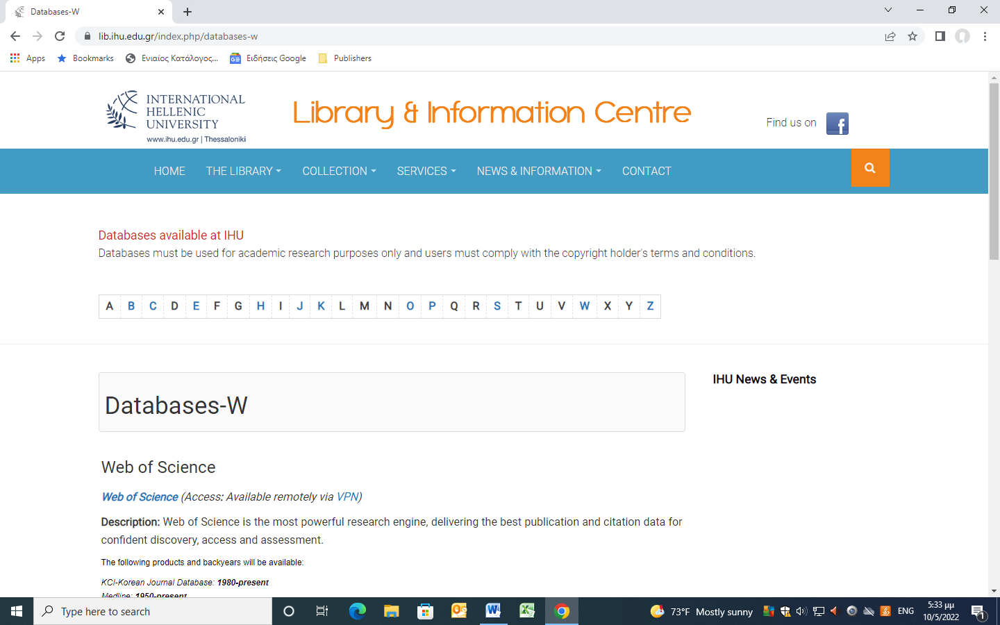 Databases-W
lib.ihu.edu.gr/index.php/databases-w
Apps Bookmarks Ενιαίος Κατάλογος... Ειδήσεις Google Publishers
INTERNATIONAL
HELLENIC
UNIVERSITY
www.ihu.edu.gr | Thessaloniki
Library & Information Centre
Find us on
HOME THE LIBRARY COLLECTION SERVICES NEWS & INFORMATION CONTACT
Databases available at IHU
Databases must be used for academic research purposes only and users must comply with the copyright holder's terms and conditions.
A B C D E F G H I J K L M N O P Q R S T U V W X Y Z
Databases-W
IHU News & Events
Web of Science
Web of Science (Access: Available remotely via VPN)
Description: Web of Science is the most powerful research engine, delivering the best publication and citation data for
confident discovery, access and assessment.
The following products and backyears will be available:
KCI-Korean Journal Database: 1980-present
Medline: 1950-present
Type here to search
73°F Mostly sunny
ENG
5:33 μμ
10/5/2022
1